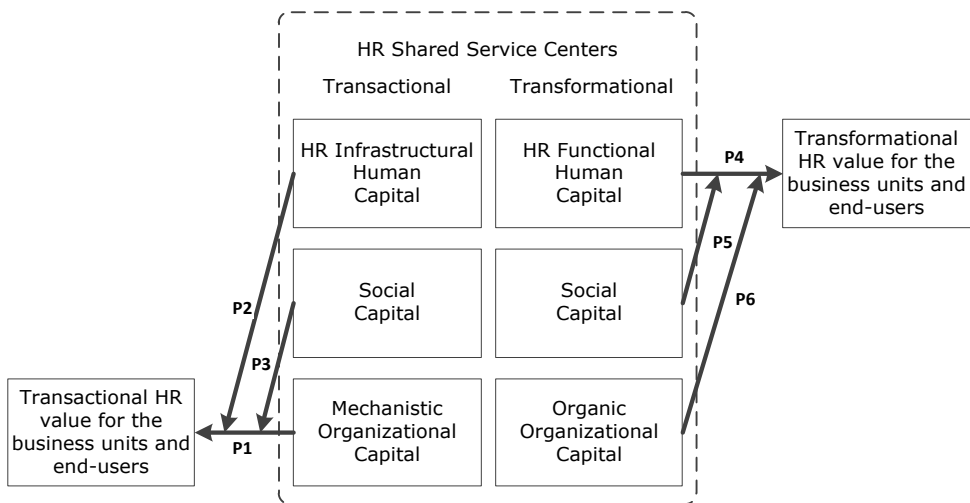 HR Shared Service Centers
Transactional
Transformational
HR Infrastructural
Human
Capital
HR Functional
Human
Capital
P4
Transformational
HR value for the
business units and
end-users
P5
P2
Social
Capital
Social
Capital
P6
P3
Transactional HR
value for the
business units and
end-users
P1
Mechanistic
Organizational
Capital
Organic
Organizational
Capital